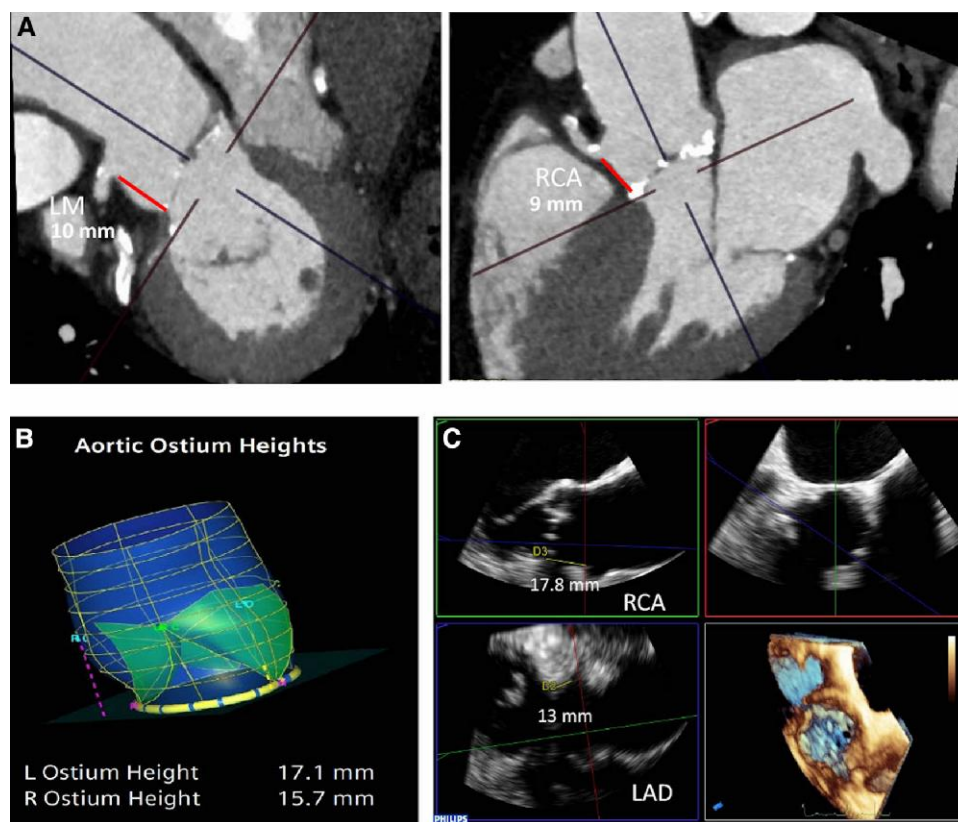 A
LM
10 mm
RCA
9 mm
B
Aortic Ostium Heights
L Ostium Height 17.1 mm
R Ostium Height 15.7 mm
C
D3
17.8 mm
RCA
13 mm
LAD
PHILIPS